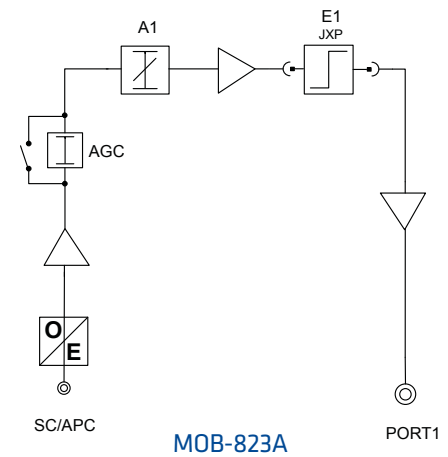 A1
E1
JXP
AGC
O
E
SC/APC
PORT1
MOB-823A